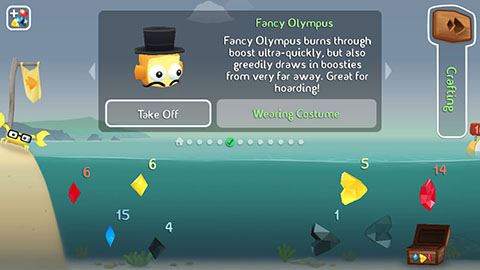 Fancy Olympus
Fancy Olympus burns through
boost ultra-quickly, but also
greedily draws in boosties
from very far away. Great for
hoarding!
Take Off
Wearing Costume
Crafting
6
6
5
14
15
4
1